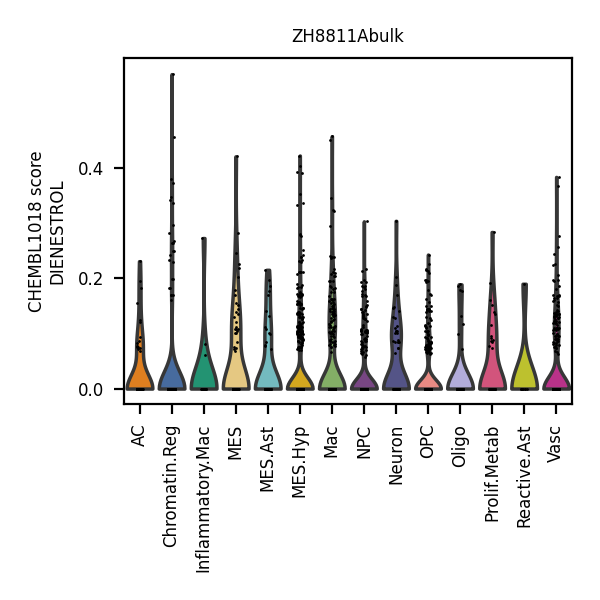 ZH8811Abulk
CHEMBL1018 score
DIENESTROL
0.4
0.2
0.0
AC
Chromatin.Reg
Inflammatory.Mac
MES
MES.Ast
MES.Hyp
Mac
NPC
Neuron
OPC
Oligo
Prolif.Metab
Reactive.Ast
Vasc